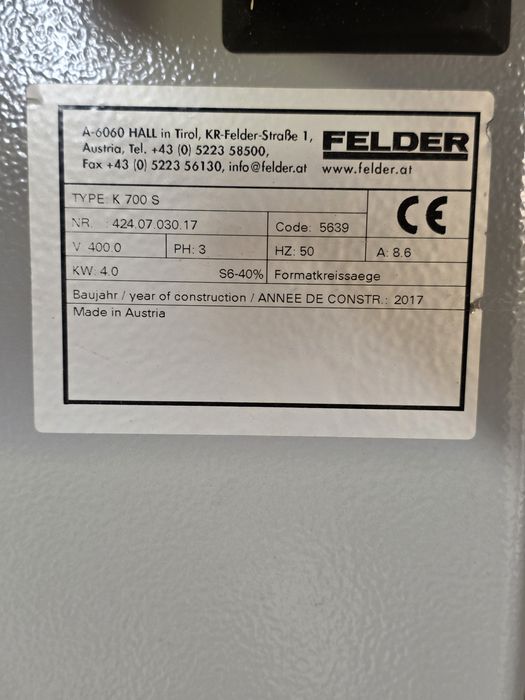 A-6060 HALL in Tirol, KR-Felder-Straße 1,
Austria, Tel. +43 (0) 5223 58500,
Fax +43 (0) 5223 56130, info@felder.at
FELDER
www.felder.at
TYPE: K 700 S
NR. : 424.07.030.17
Code: 5639
CE
V 400.0
PH: 3
HZ: 50
A: 8.6
KW: 4.0
S6-40%
Formatkreissaege
Baujahr / year of construction / ANNEE DE CONSTR.: 2017
Made in Austria